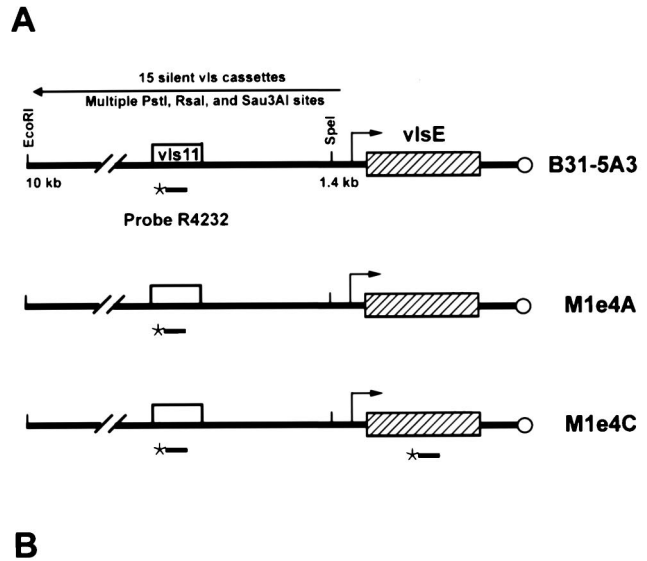 A
15 silent vls cassettes
Multiple PstI, RsaI, and Sau3AI sites
EcoRI
SpeI
vlsE
vls11
B31-5A3
10 kb
1.4 kb
Probe R4232
M1e4A
M1e4C
B